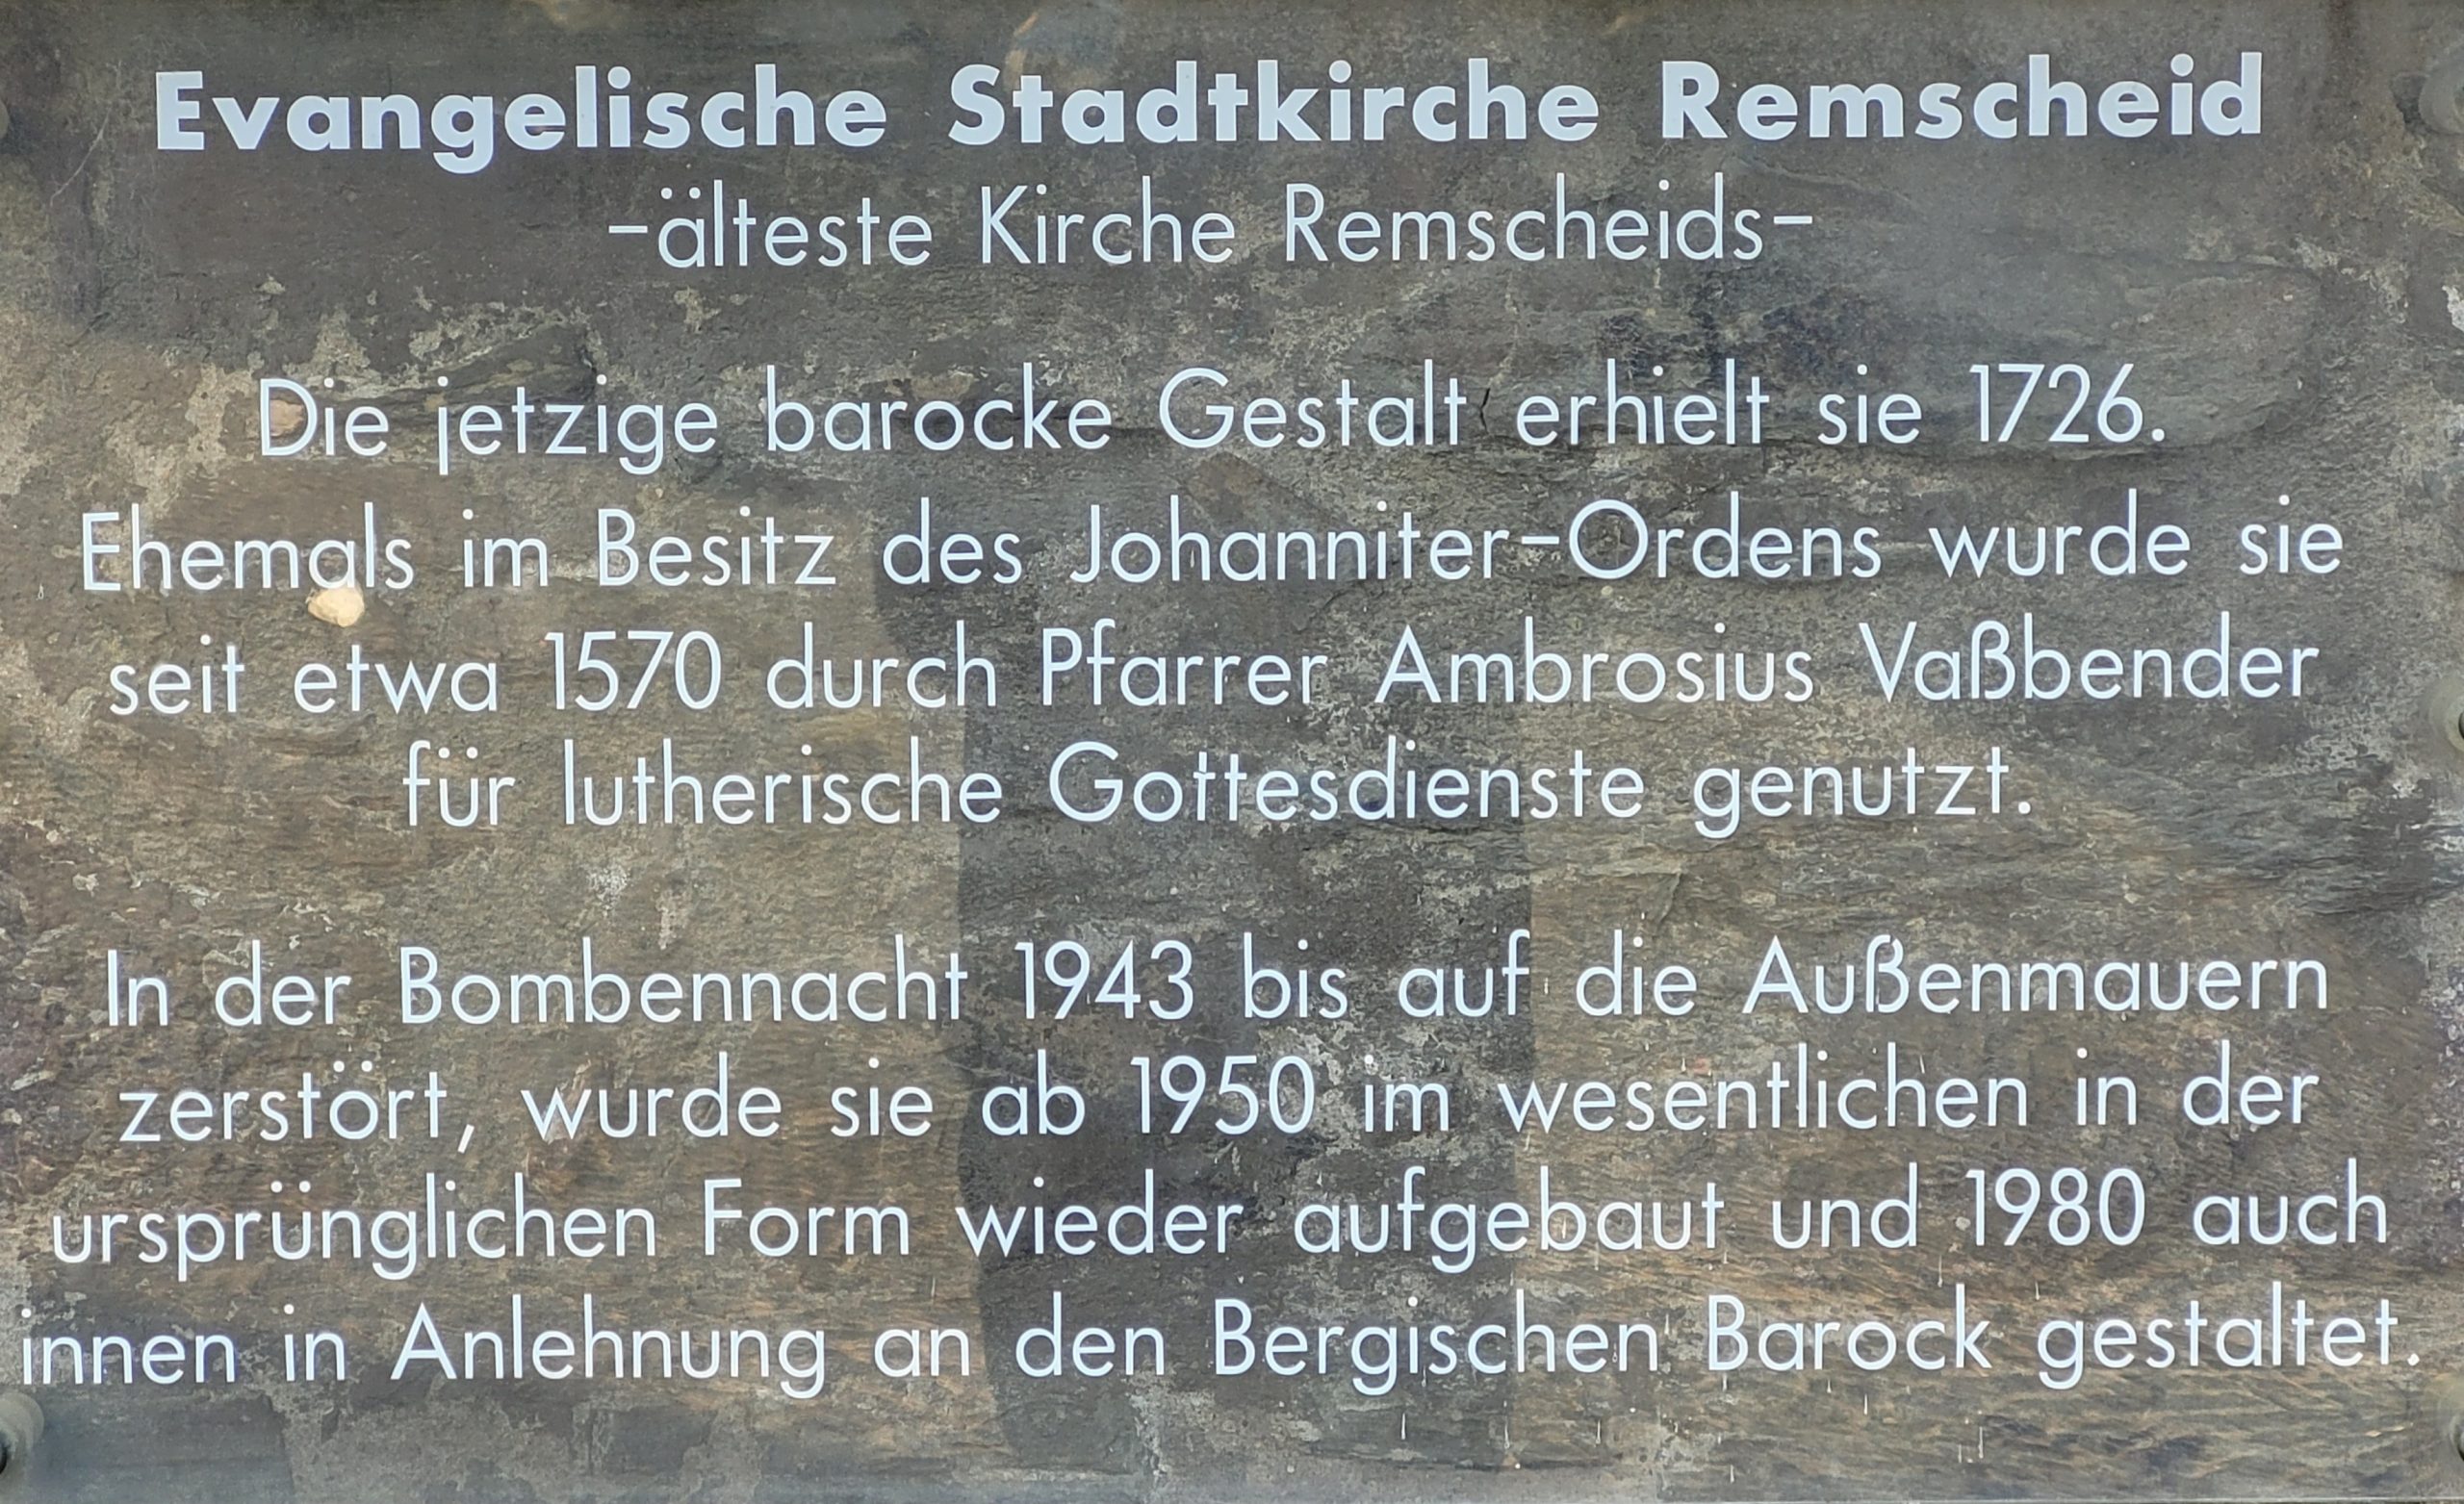 Evangelische Stadtkirche Remscheid
-älteste Kirche Remscheids-
Die jetzige barocke Gestalt erhielt sie 1726.
Ehemals im Besitz des Johanniter-Ordens wurde sie
seit etwa 1570 durch Pfarrer Ambrosius Vaßbender
für lutherische Gottesdienste genutzt.
In der Bombennacht 1943 bis auf die Außenmauern
zerstört, wurde sie ab 1950 im wesentlichen in der
ursprünglichen Form wieder aufgebaut und 1980 auch
innen in Anlehnung an den Bergischen Barock gestaltet.